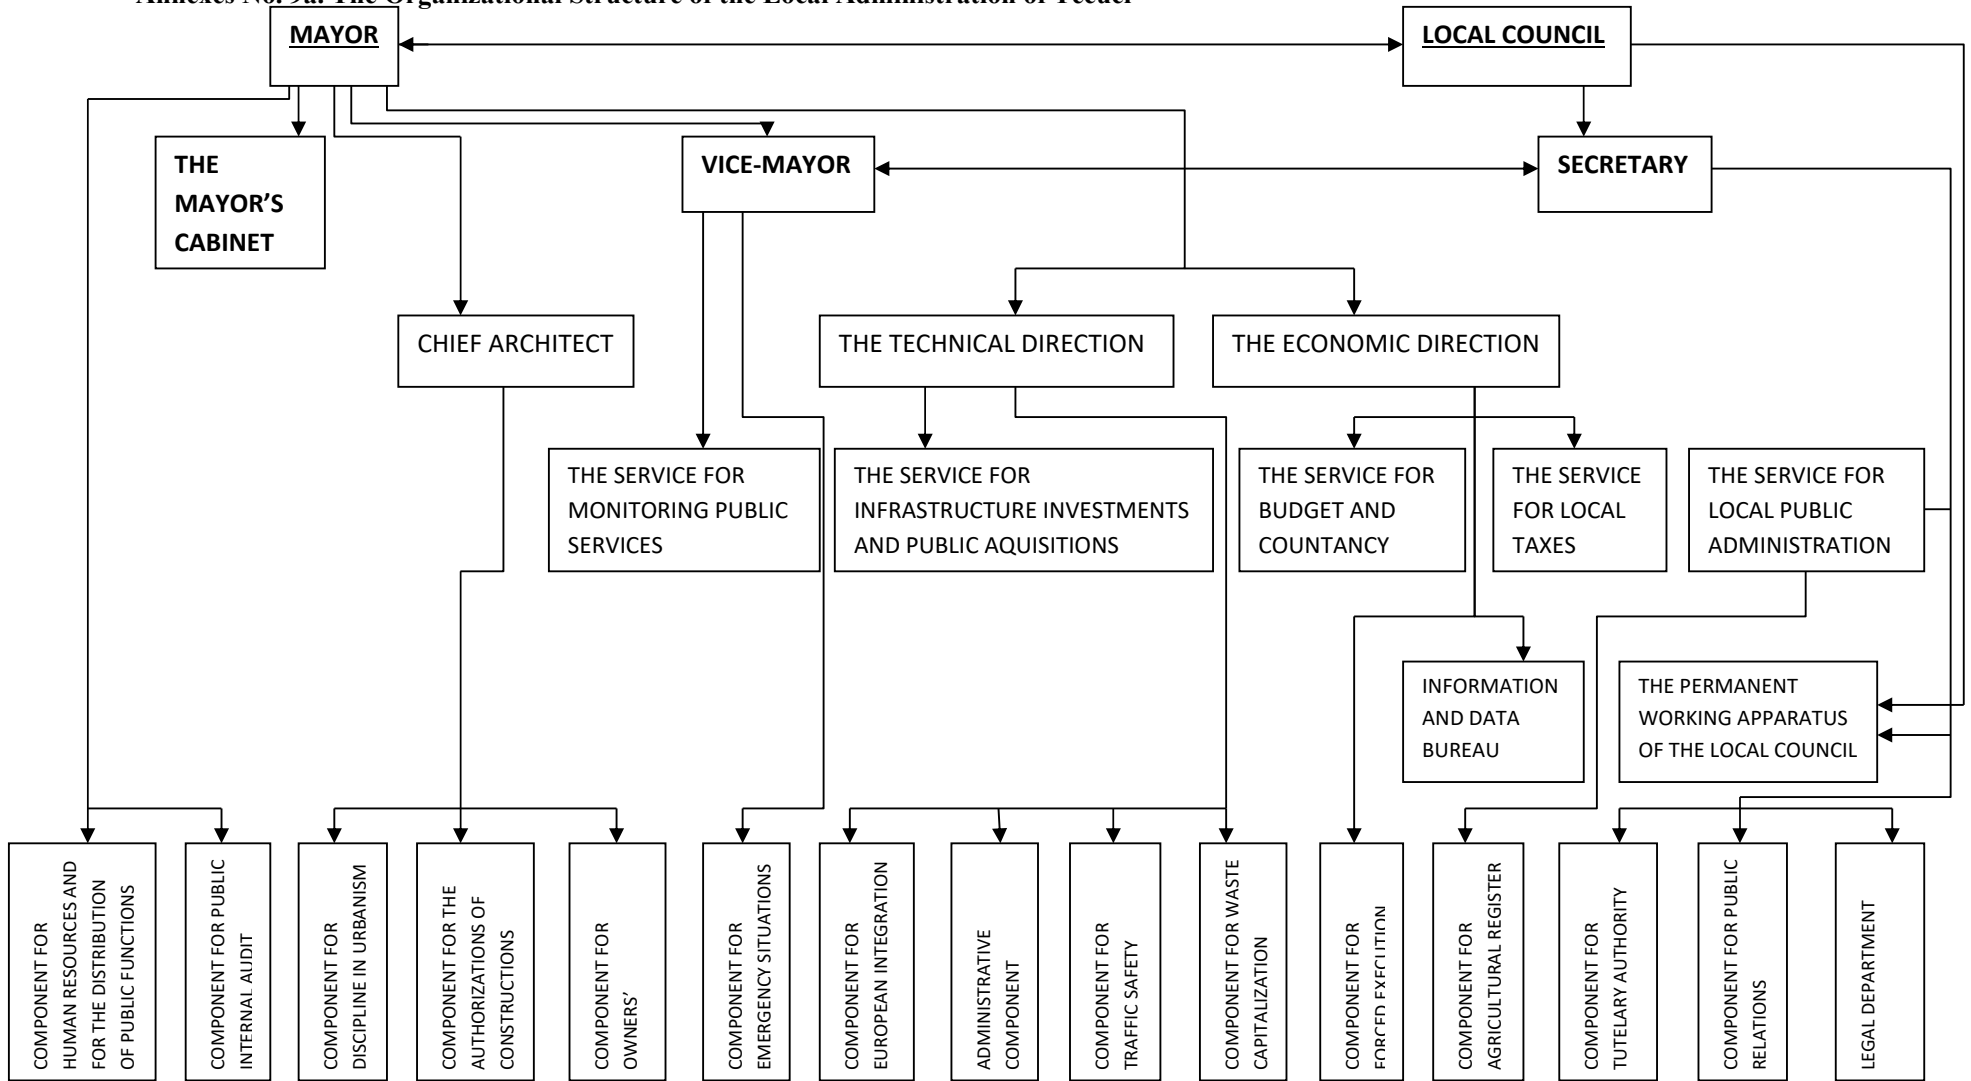 Annexes No. 9a: The Organizational Structure of the Local Administration of Tecuci
MAYOR
LOCAL COUNCIL
THE
MAYOR’S
CABINET
VICE-MAYOR
SECRETARY
CHIEF ARCHITECT
THE TECHNICAL DIRECTION
THE ECONOMIC DIRECTION
THE SERVICE FOR
MONITORING PUBLIC
SERVICES
THE SERVICE FOR
INFRASTRUCTURE INVESTMENTS
AND PUBLIC AQUISITIONS
THE SERVICE FOR
BUDGET AND
COUNTANCY
THE SERVICE
FOR LOCAL
TAXES
THE SERVICE FOR
LOCAL PUBLIC
ADMINISTRATION
INFORMATION
AND DATA
BUREAU
THE PERMANENT
WORKING APPARATUS
OF THE LOCAL COUNCIL
COMPONENT FOR
HUMAN RESOURCES AND
FOR THE DISTRIBUTION
OF PUBLIC FUNCTIONS
COMPONENT FOR PUBLIC
INTERNAL AUDIT
COMPONENT FOR
DISCIPLINE IN URBANISM
COMPONENT FOR THE
AUTHORIZATIONS OF
CONSTRUCTIONS
COMPONENT FOR
OWNERS’
COMPONENT FOR
EMERGENCY SITUATIONS
COMPONENT FOR
EUROPEAN INTEGRATION
ADMINISTRATIVE
COMPONENT
COMPONENT FOR
TRAFFIC SAFETY
COMPONENT FOR WASTE
CAPITALIZATION
COMPONENT FOR
FORCED EXECUTION
COMPONENT FOR
AGRICULTURAL REGISTER
COMPONENT FOR
TUTELARY AUTHORITY
COMPONENT FOR PUBLIC
RELATIONS
LEGAL DEPARTMENT